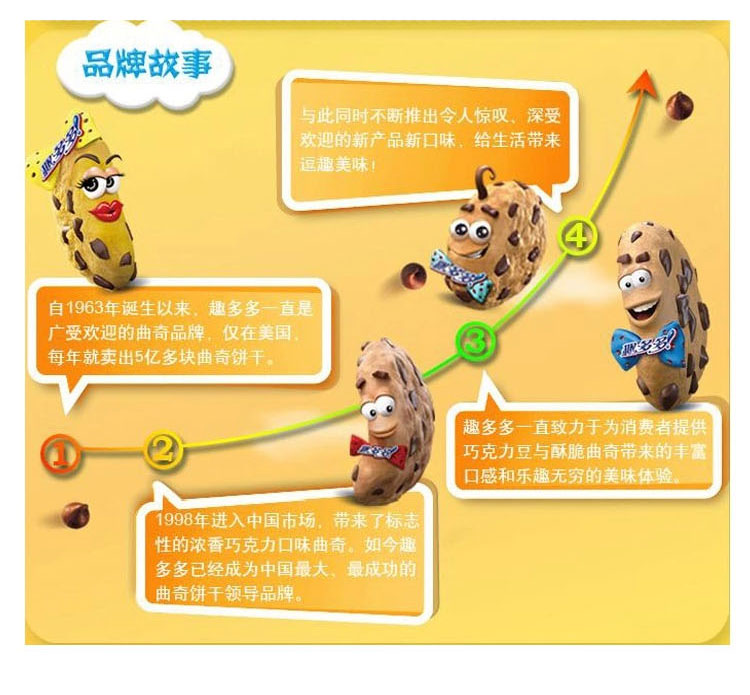 品牌故事
与此同时不断推出令人惊叹、深受
欢迎的新产品新口味，给生活带来
逗趣美味！
趣多多!
4
自1963年诞生以来，趣多多一直是
广受欢迎的曲奇品牌，仅在美国，
每年就卖出5亿多块曲奇饼干。
3
趣多多!
趣多多一直致力于为消费者提供
巧克力豆与酥脆曲奇带来的丰富
口感和乐趣无穷的美味体验。
1
2
1998年进入中国市场，带来了标志
性的浓香巧克力口味曲奇。如今趣
多多已经成为中国最大、最成功的
曲奇饼干领导品牌。